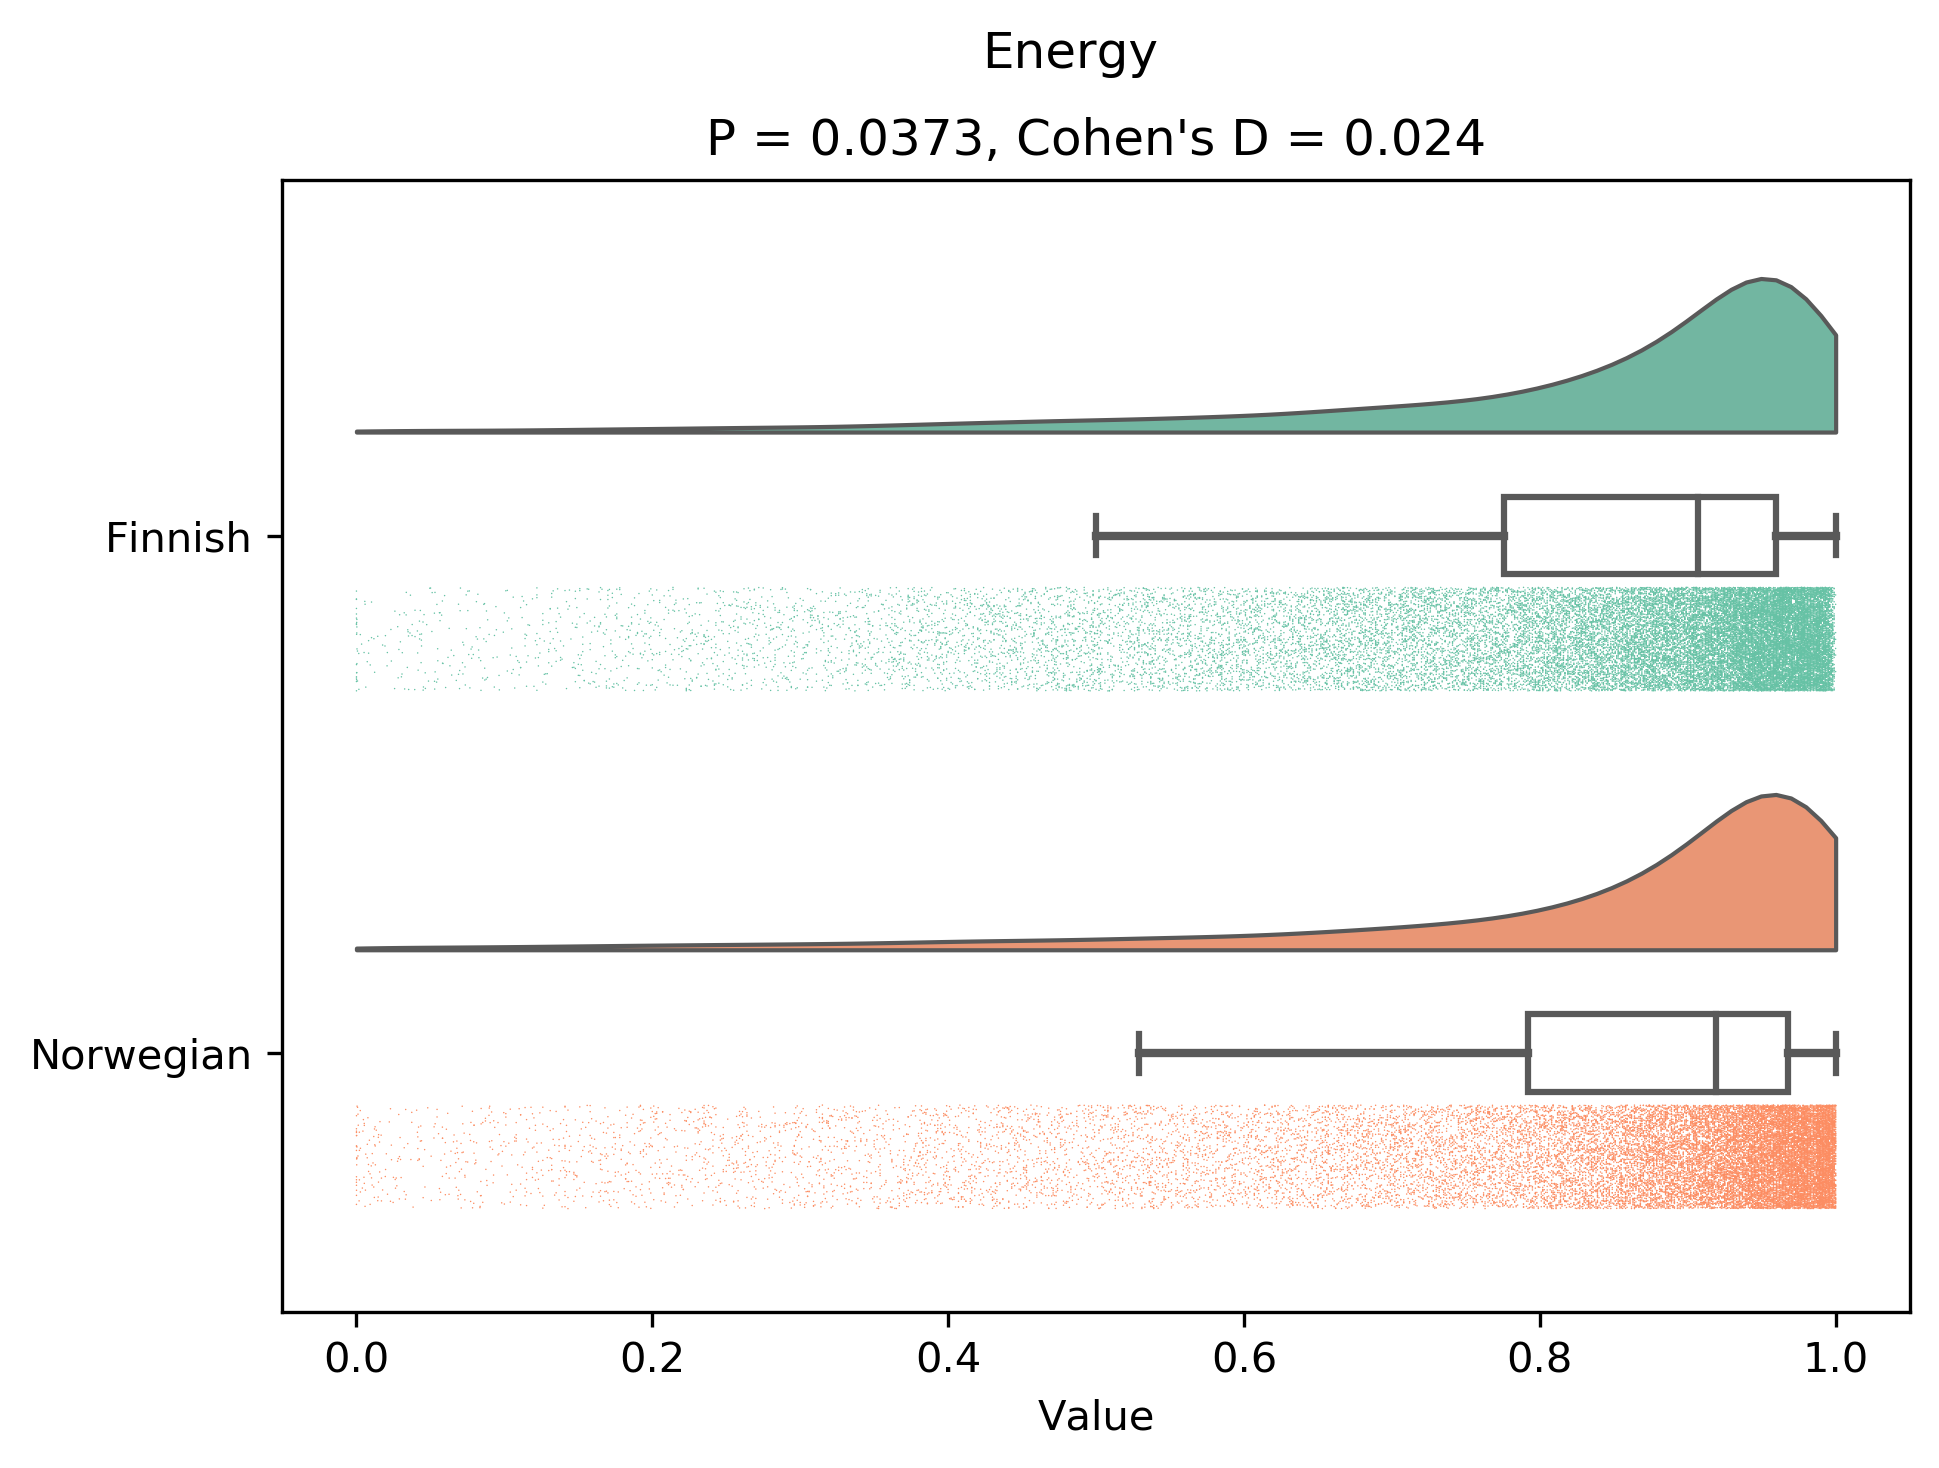 Energy
P = 0.0373, Cohen's D = 0.024
Finnish
Norwegian
0.0 0.2 0.4 0.6 0.8 1.0
Value